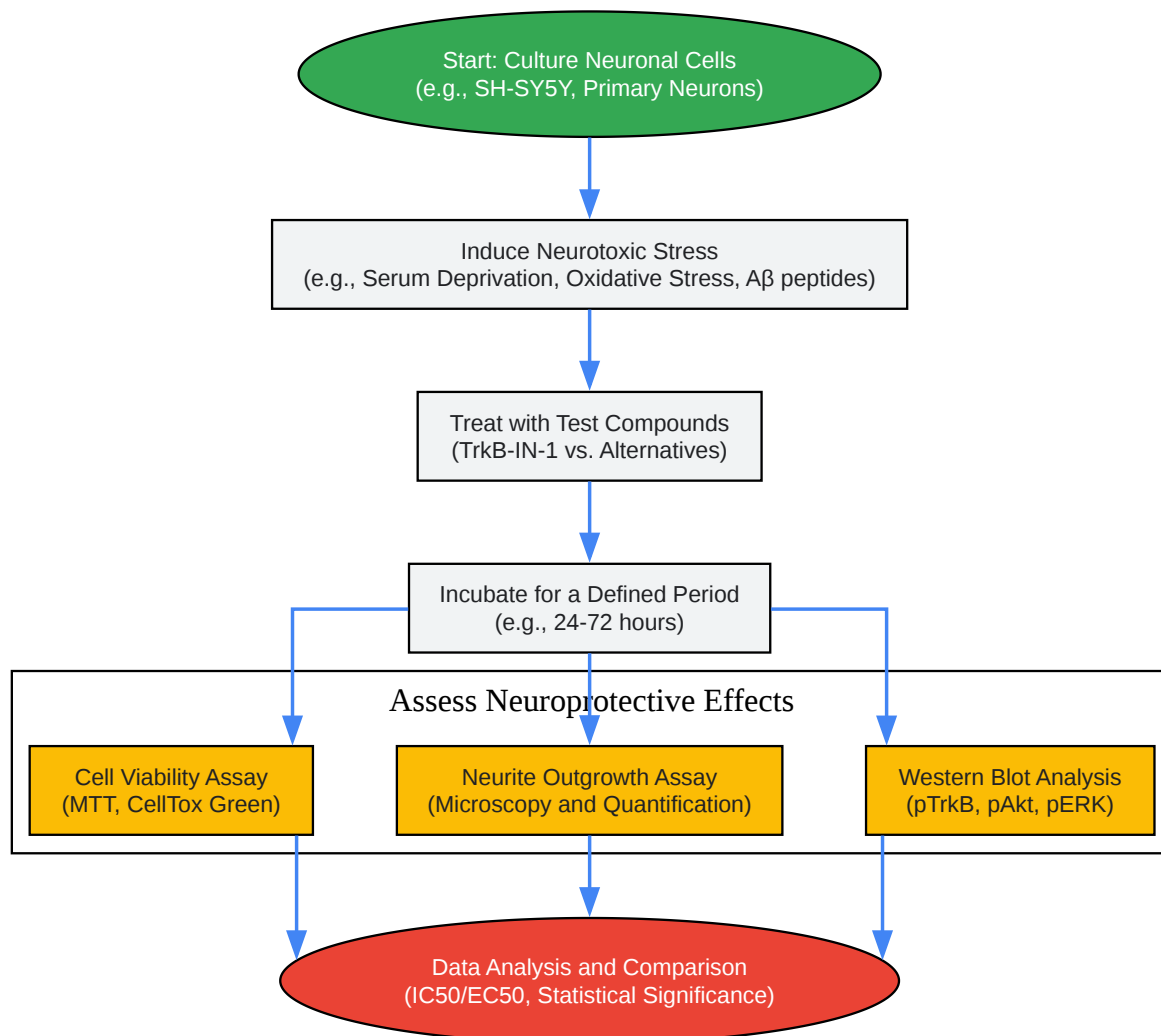 Start: Culture Neuronal Cells
(e.g., SH-SY5Y, Primary Neurons)
Induce Neurotoxic Stress
(e.g., Serum Deprivation, Oxidative Stress, Aβ peptides)
Treat with Test Compounds
(TrkB-IN-1 vs. Alternatives)
Incubate for a Defined Period
(e.g., 24-72 hours)
Assess Neuroprotective Effects
Cell Viability Assay
(MTT, CellTox Green)
Neurite Outgrowth Assay
(Microscopy and Quantification)
Western Blot Analysis
(pTrkB, pAkt, pERK)
Data Analysis and Comparison
(IC50/EC50, Statistical Significance)